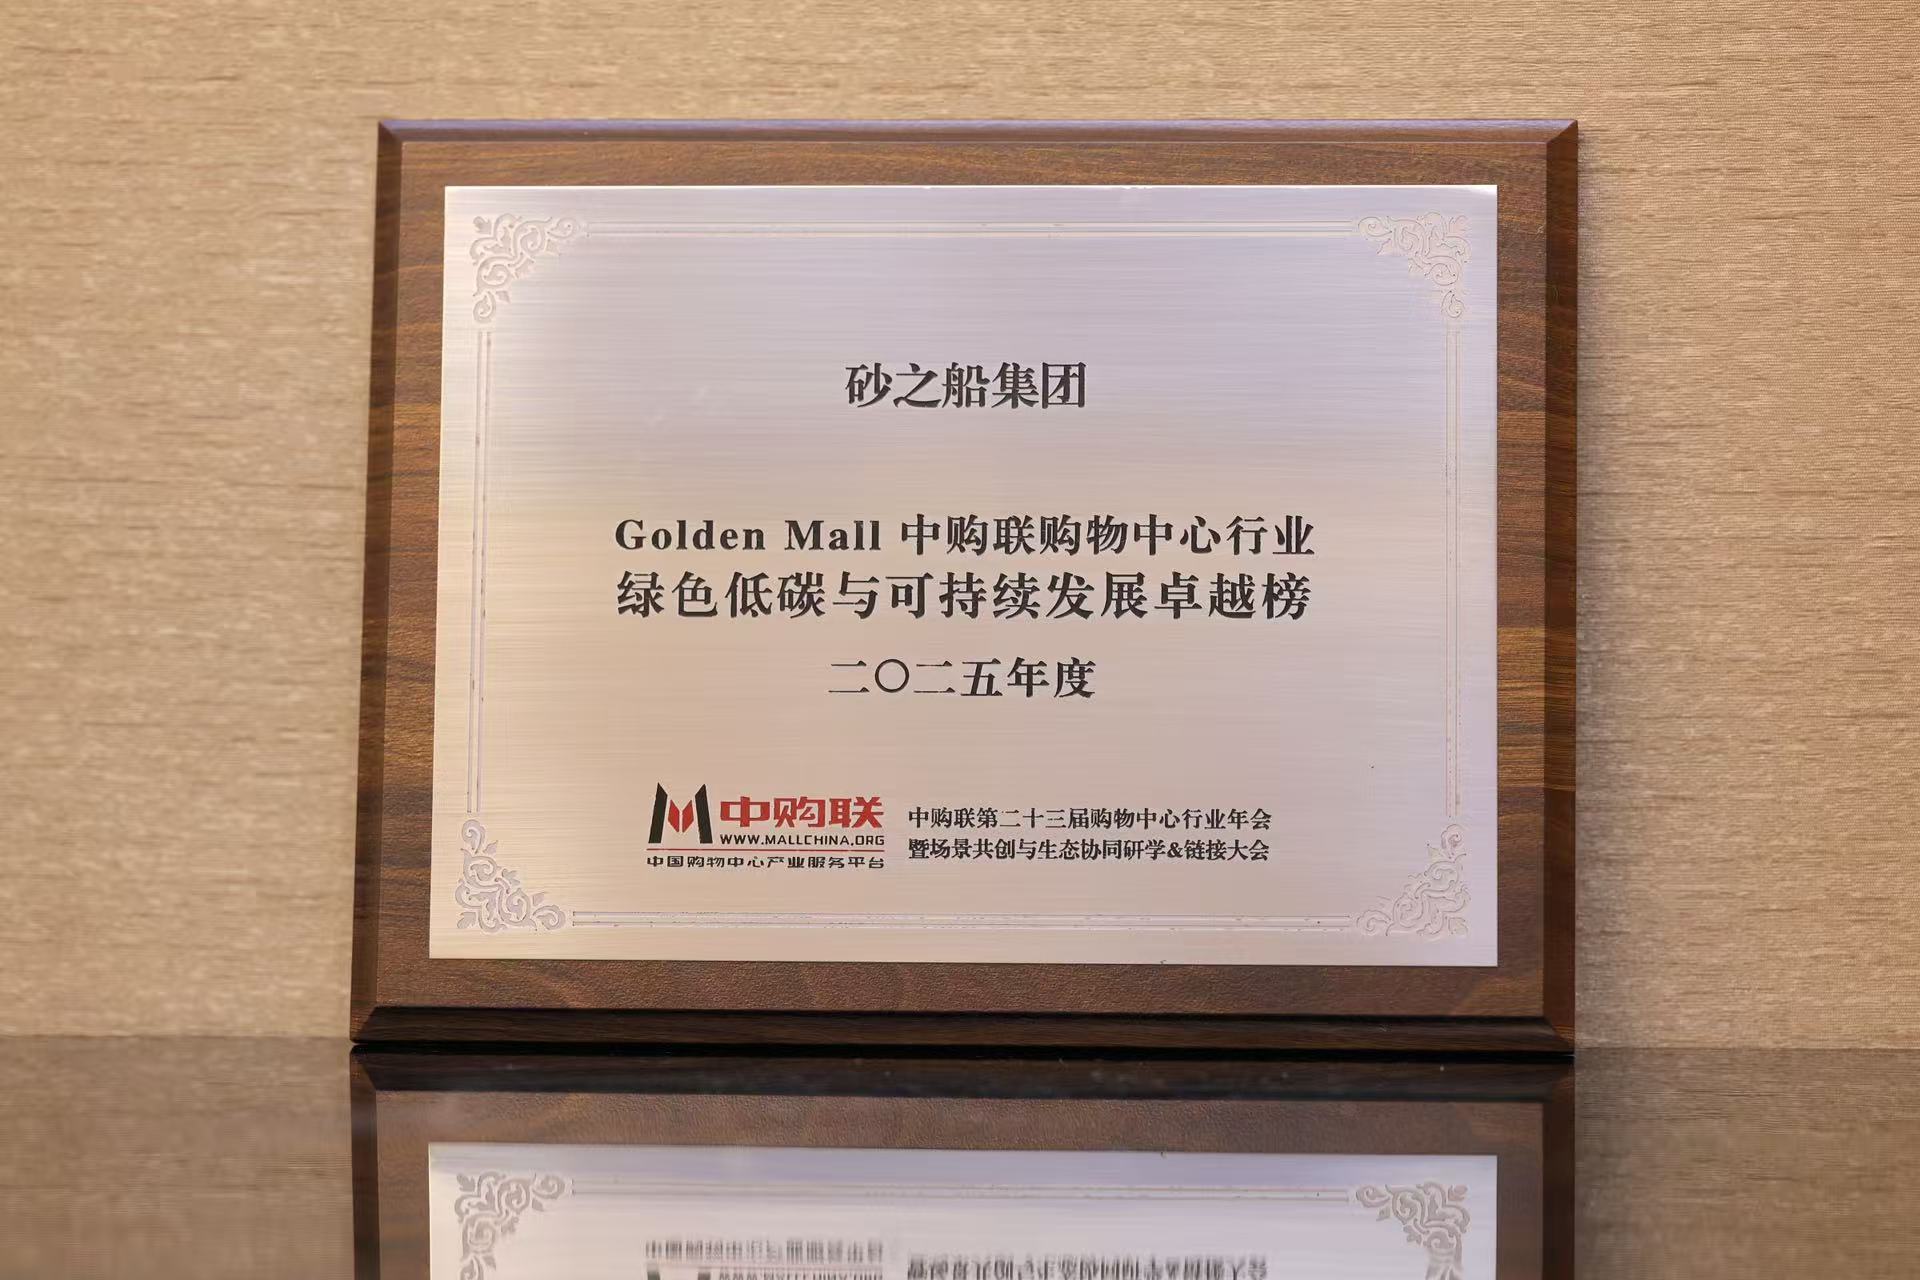 砂之船集团
Golden Mall 中购联购物中心行业
绿色低碳与可持续发展卓越榜
二〇二五年度
中购联
WWW.MALLCHINA.ORG
中国购物中心产业服务平台
中购联第二十三届购物中心行业年会
暨场景共创与生态协同研学&链接大会